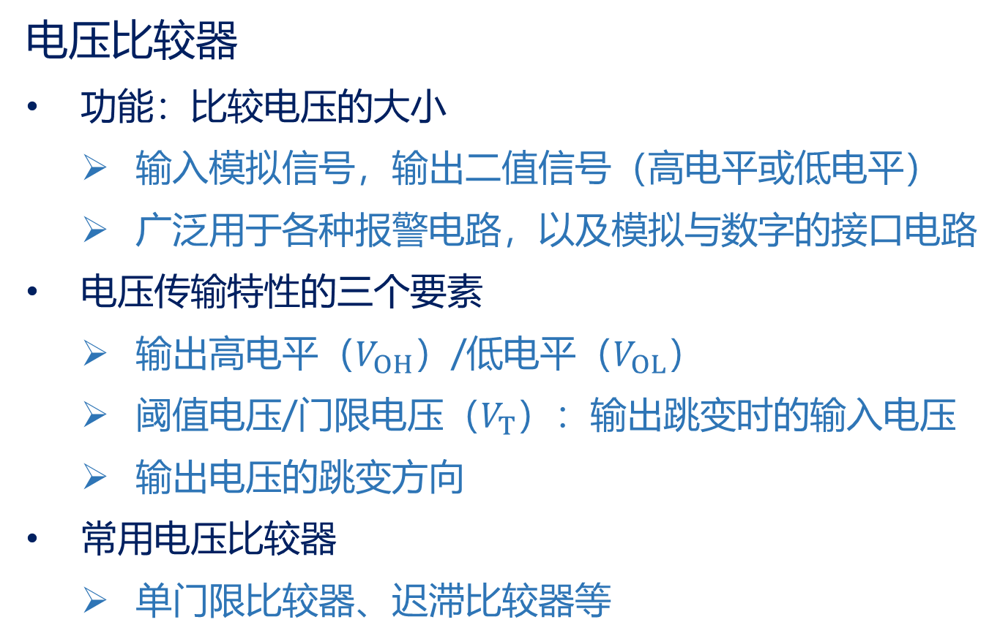 电压比较器
• 功能：比较电压的大小
➢ 输入模拟信号，输出二值信号（高电平或低电平）
➢ 广泛用于各种报警电路，以及模拟与数字的接口电路
• 电压传输特性的三个要素
➢ 输出高电平（V_OH）/低电平（V_OL）
➢ 阈值电压/门限电压（V_T）：输出跳变时的输入电压
➢ 输出电压的跳变方向
• 常用电压比较器
➢ 单门限比较器、迟滞比较器等